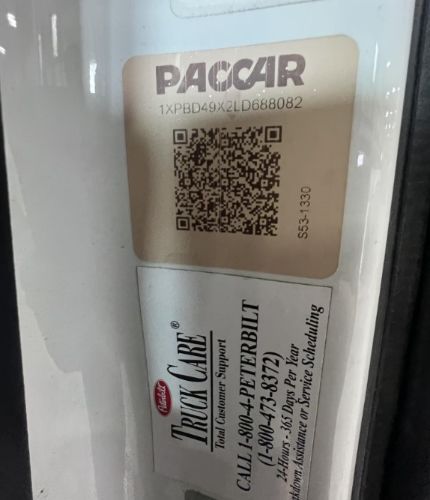 PACCAR
1XPBD49X2LD688082
S53-1330
Peterbilt
TRUCK CARE®
Total Customer Support
CALL 1-800-4-PETERBILT
(1-800-473-8372)
24-Hours - 365 Days Per Year
Assistance or Service Scheduling